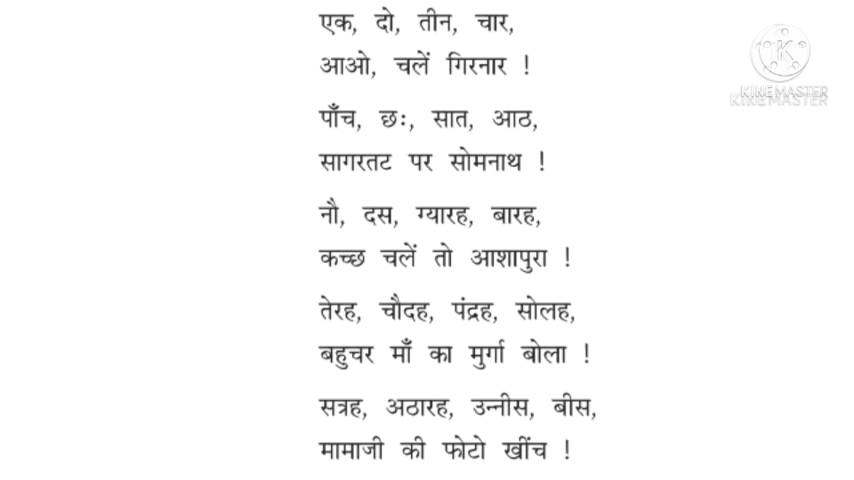 एक, दो, तीन, चार,
आओ, चलें गिरनार !
पाँच, छः, सात, आठ,
सागरतट पर सोमनाथ !
नौ, दस, ग्यारह, बारह,
कच्छ चलें तो आशापुरा !
तेरह, चौदह, पंद्रह, सोलह,
बहुचर माँ का मुर्गा बोला !
सत्रह, अठारह, उन्नीस, बीस,
मामाजी की फोटो खींच !
K
KINEMASTER
KINEMASTER